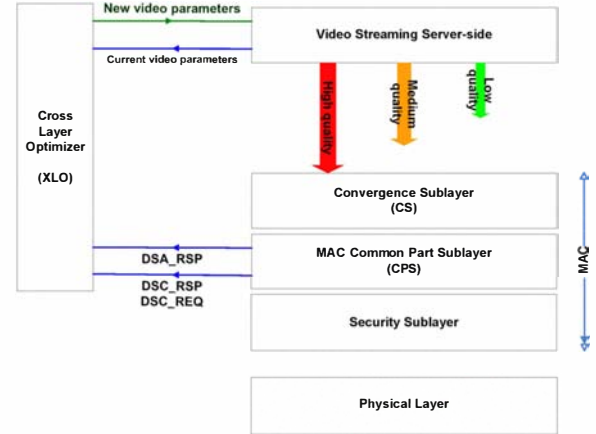 New video parameters
Current video parameters
Video Streaming Server-side
High quality
Medium
quality
Low
quality
Cross
Layer
Optimizer
(XLO)
Convergence Sublayer
(CS)
MAC Common Part Sublayer
(CPS)
DSA_RSP
DSC_RSP
DSC_REQ
Security Sublayer
MAC
Physical Layer